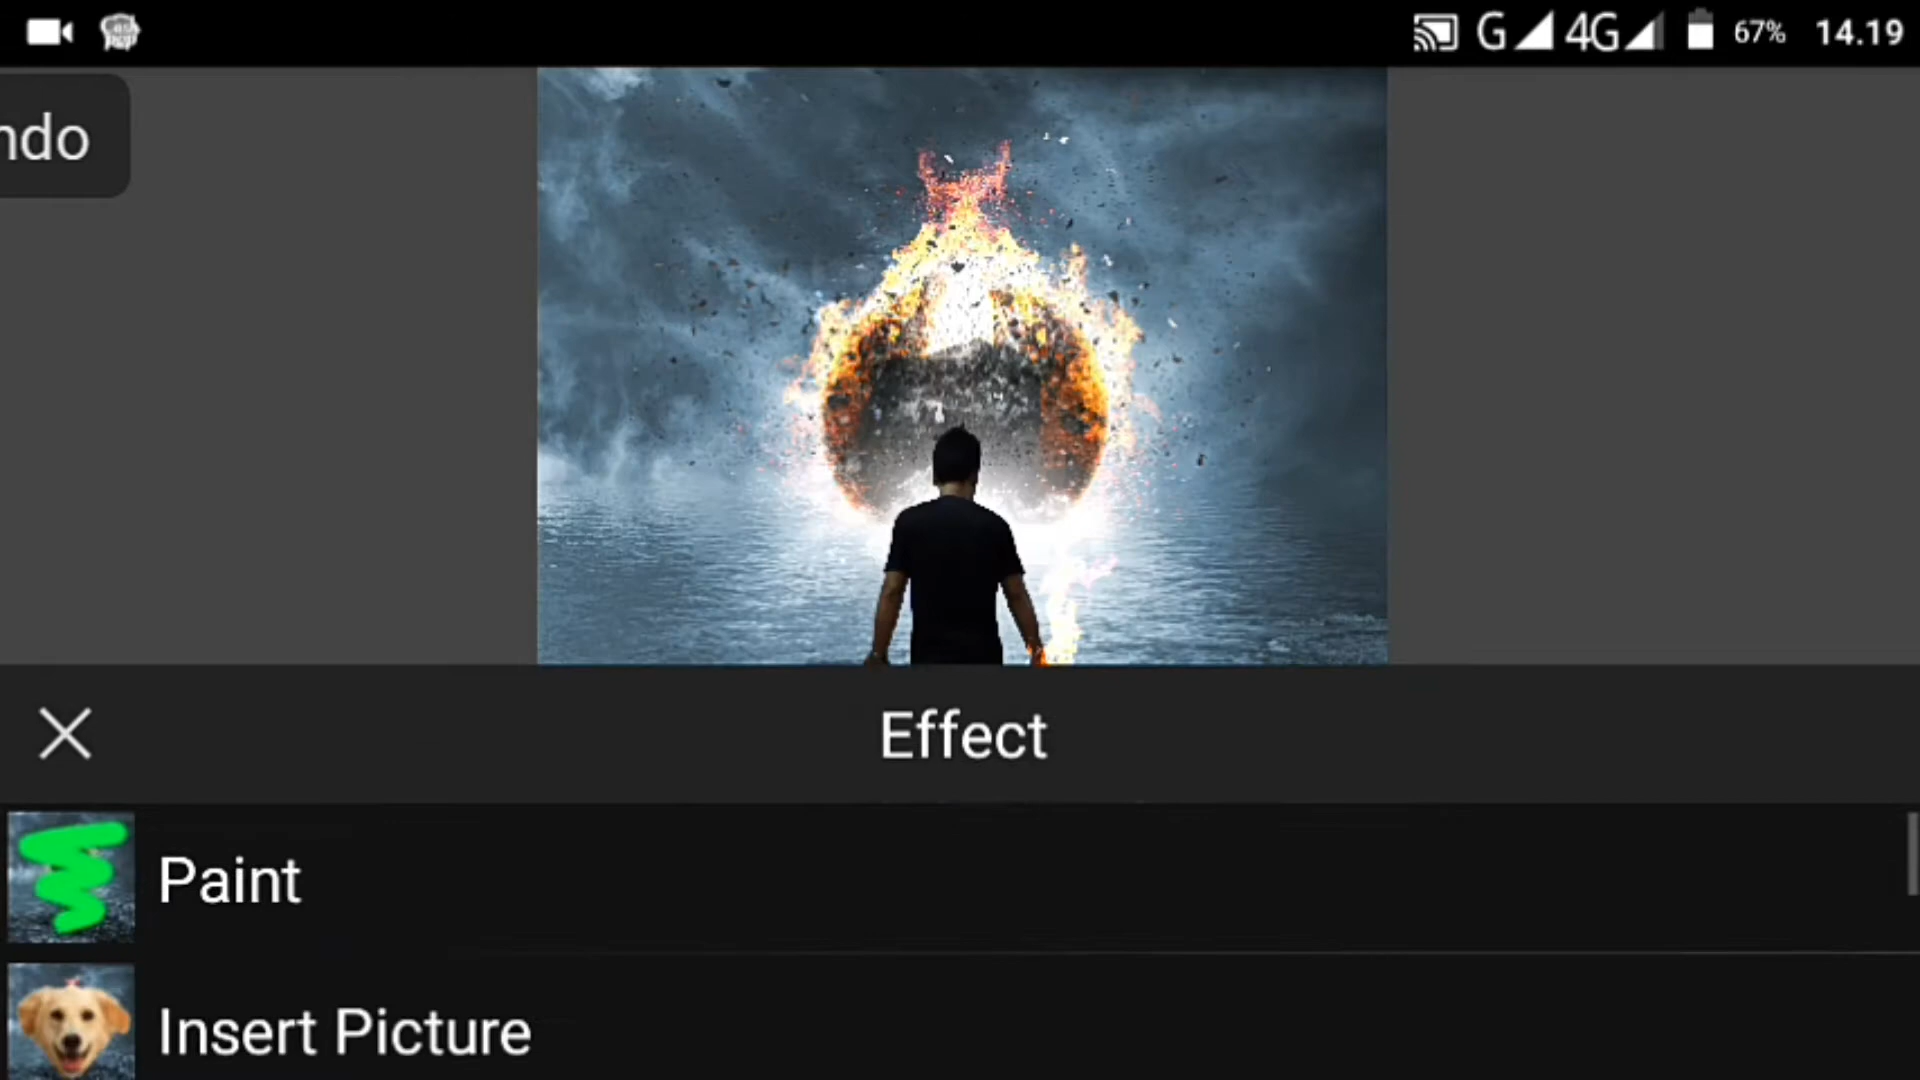 G 4G 67% 14.19
ndo
Effect
Paint
Insert Picture